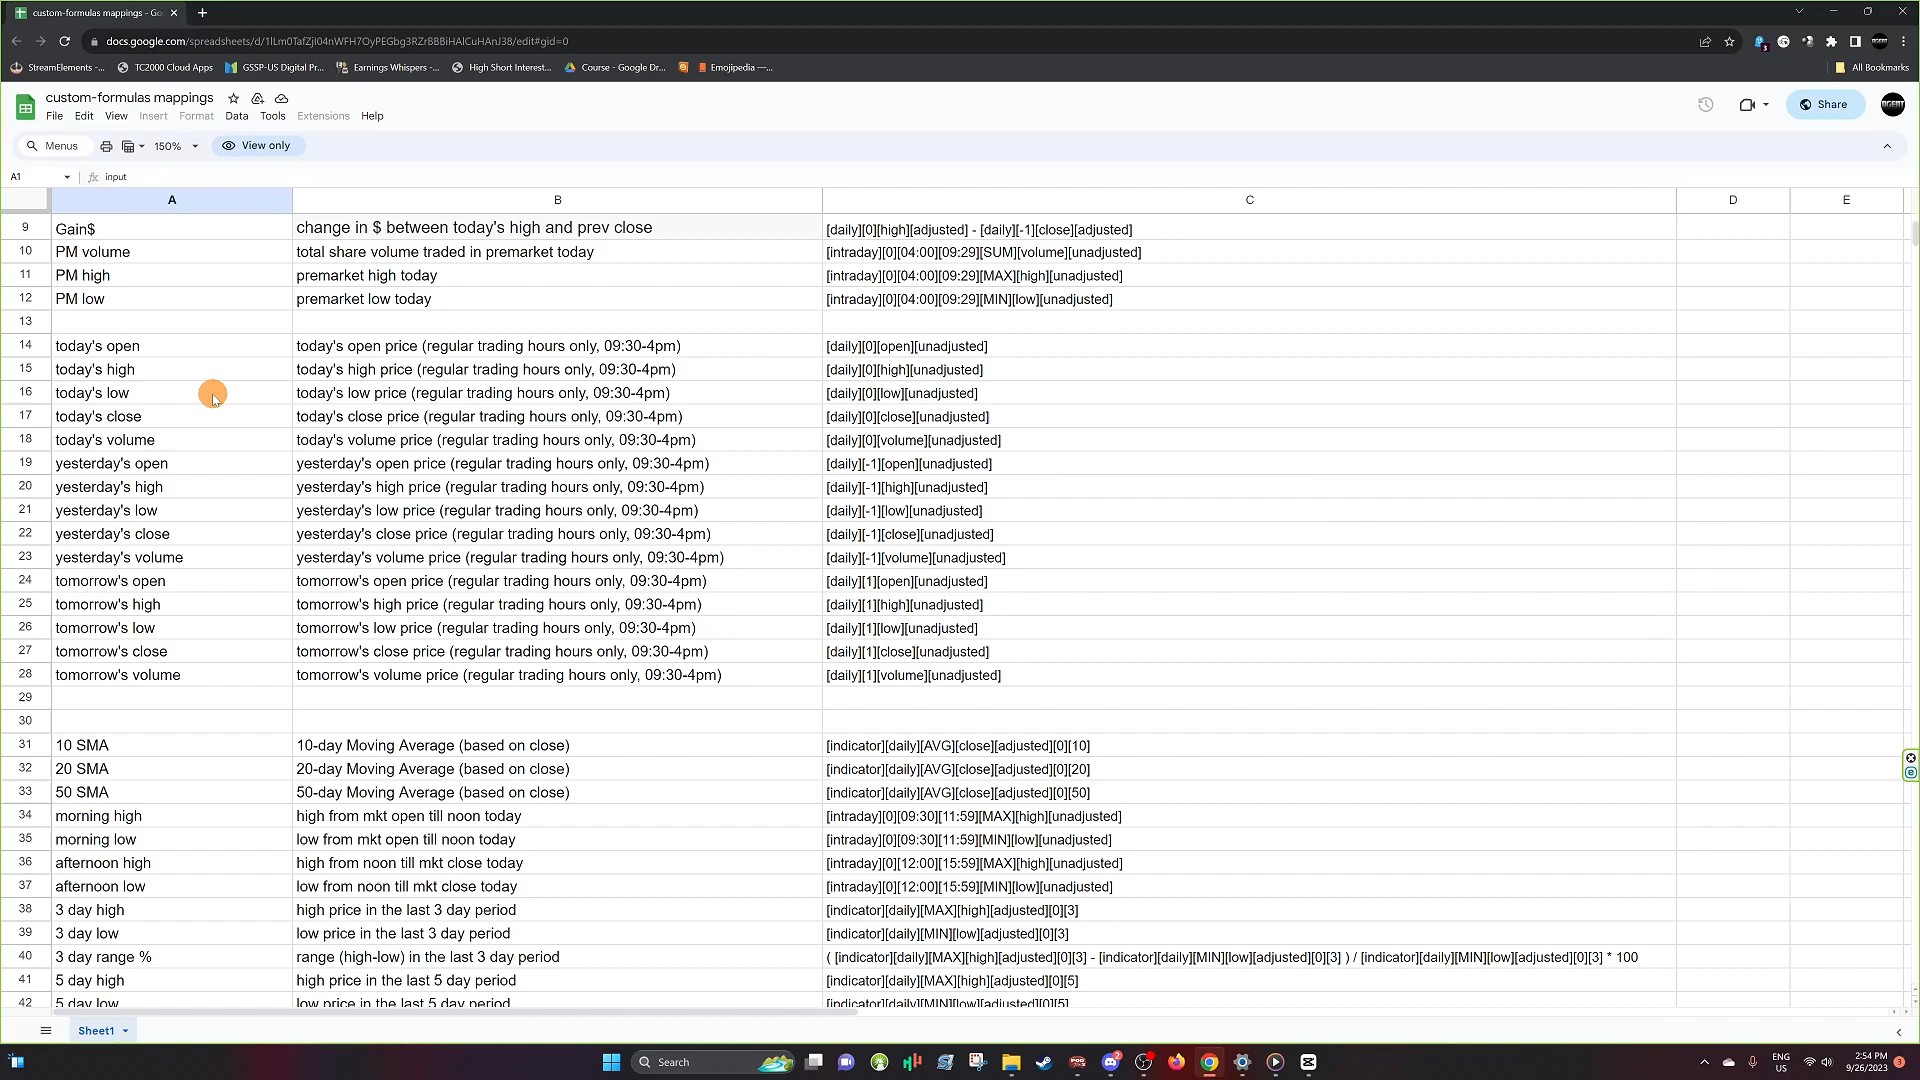 custom-formulas mappings - Go
docs.google.com/spreadsheets/d/1lLm0TafZjl04nWFH7OyPEGbg3RZrBBBiHAlCuHAnJ38/edit#gid=0
StreamElements -... TC2000 Cloud Apps GSSP-US Digital Pr... Earnings Whispers -... High Short Interest... Course - Google Dr... Emojipedia —... All Bookmarks
custom-formulas mappings
File Edit View Insert Format Data Tools Extensions Help
Share
Menus 150% View only
A1 fx input
A B C D E
9 Gain$ change in $ between today's high and prev close [daily][0][high][adjusted] - [daily][-1][close][adjusted]
10 PM volume total share volume traded in premarket today [intraday][0][04:00][09:29][SUM][volume][unadjusted]
11 PM high premarket high today [intraday][0][04:00][09:29][MAX][high][unadjusted]
12 PM low premarket low today [intraday][0][04:00][09:29][MIN][low][unadjusted]
13
14 today's open today's open price (regular trading hours only, 09:30-4pm) [daily][0][open][unadjusted]
15 today's high today's high price (regular trading hours only, 09:30-4pm) [daily][0][high][unadjusted]
16 today's low today's low price (regular trading hours only, 09:30-4pm) [daily][0][low][unadjusted]
17 today's close today's close price (regular trading hours only, 09:30-4pm) [daily][0][close][unadjusted]
18 today's volume today's volume price (regular trading hours only, 09:30-4pm) [daily][0][volume][unadjusted]
19 yesterday's open yesterday's open price (regular trading hours only, 09:30-4pm) [daily][-1][open][unadjusted]
20 yesterday's high yesterday's high price (regular trading hours only, 09:30-4pm) [daily][-1][high][unadjusted]
21 yesterday's low yesterday's low price (regular trading hours only, 09:30-4pm) [daily][-1][low][unadjusted]
22 yesterday's close yesterday's close price (regular trading hours only, 09:30-4pm) [daily][-1][close][unadjusted]
23 yesterday's volume yesterday's volume price (regular trading hours only, 09:30-4pm) [daily][-1][volume][unadjusted]
24 tomorrow's open tomorrow's open price (regular trading hours only, 09:30-4pm) [daily][1][open][unadjusted]
25 tomorrow's high tomorrow's high price (regular trading hours only, 09:30-4pm) [daily][1][high][unadjusted]
26 tomorrow's low tomorrow's low price (regular trading hours only, 09:30-4pm) [daily][1][low][unadjusted]
27 tomorrow's close tomorrow's close price (regular trading hours only, 09:30-4pm) [daily][1][close][unadjusted]
28 tomorrow's volume tomorrow's volume price (regular trading hours only, 09:30-4pm) [daily][1][volume][unadjusted]
29
30
31 10 SMA 10-day Moving Average (based on close) [indicator][daily][AVG][close][adjusted][0][10]
32 20 SMA 20-day Moving Average (based on close) [indicator][daily][AVG][close][adjusted][0][20]
33 50 SMA 50-day Moving Average (based on close) [indicator][daily][AVG][close][adjusted][0][50]
34 morning high high from mkt open till noon today [intraday][0][09:30][11:59][MAX][high][unadjusted]
35 morning low low from mkt open till noon today [intraday][0][09:30][11:59][MIN][low][unadjusted]
36 afternoon high high from noon till mkt close today [intraday][0][12:00][15:59][MAX][high][unadjusted]
37 afternoon low low from noon till mkt close today [intraday][0][12:00][15:59][MIN][low][unadjusted]
38 3 day high high price in the last 3 day period [indicator][daily][MAX][high][adjusted][0][3]
39 3 day low low price in the last 3 day period [indicator][daily][MIN][low][adjusted][0][3]
40 3 day range % range (high-low) in the last 3 day period ( [indicator][daily][MAX][high][adjusted][0][3] - [indicator][daily][MIN][low][adjusted][0][3] ) / [indicator][daily][MIN][low][adjusted][0][3] * 100
41 5 day high high price in the last 5 day period [indicator][daily][MAX][high][adjusted][0][5]
42 5 day low low price in the last 5 day period [indicator][daily][MIN][low][adjusted][0][5]
Sheet1
Search
ENG
US
2:54 PM
9/26/2023